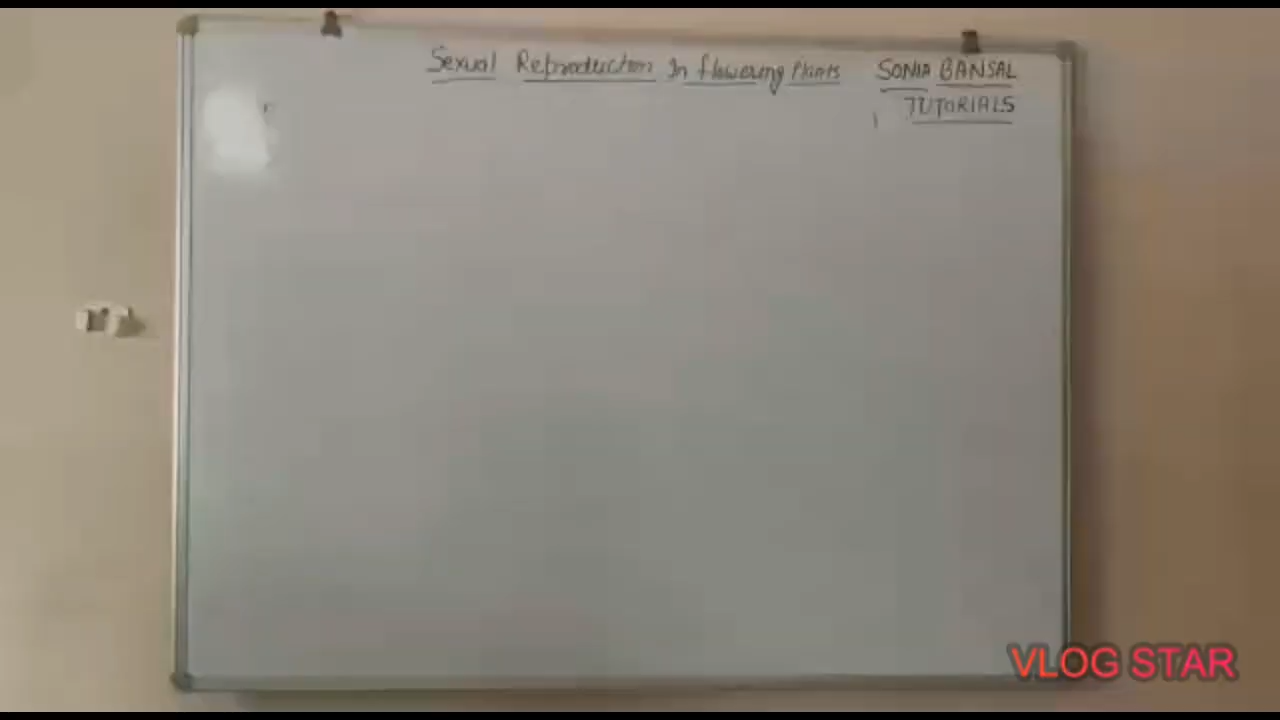 Sexual Reproduction In flowering Plants
SONIA BANSAL
TUTORIALS
VLOG STAR